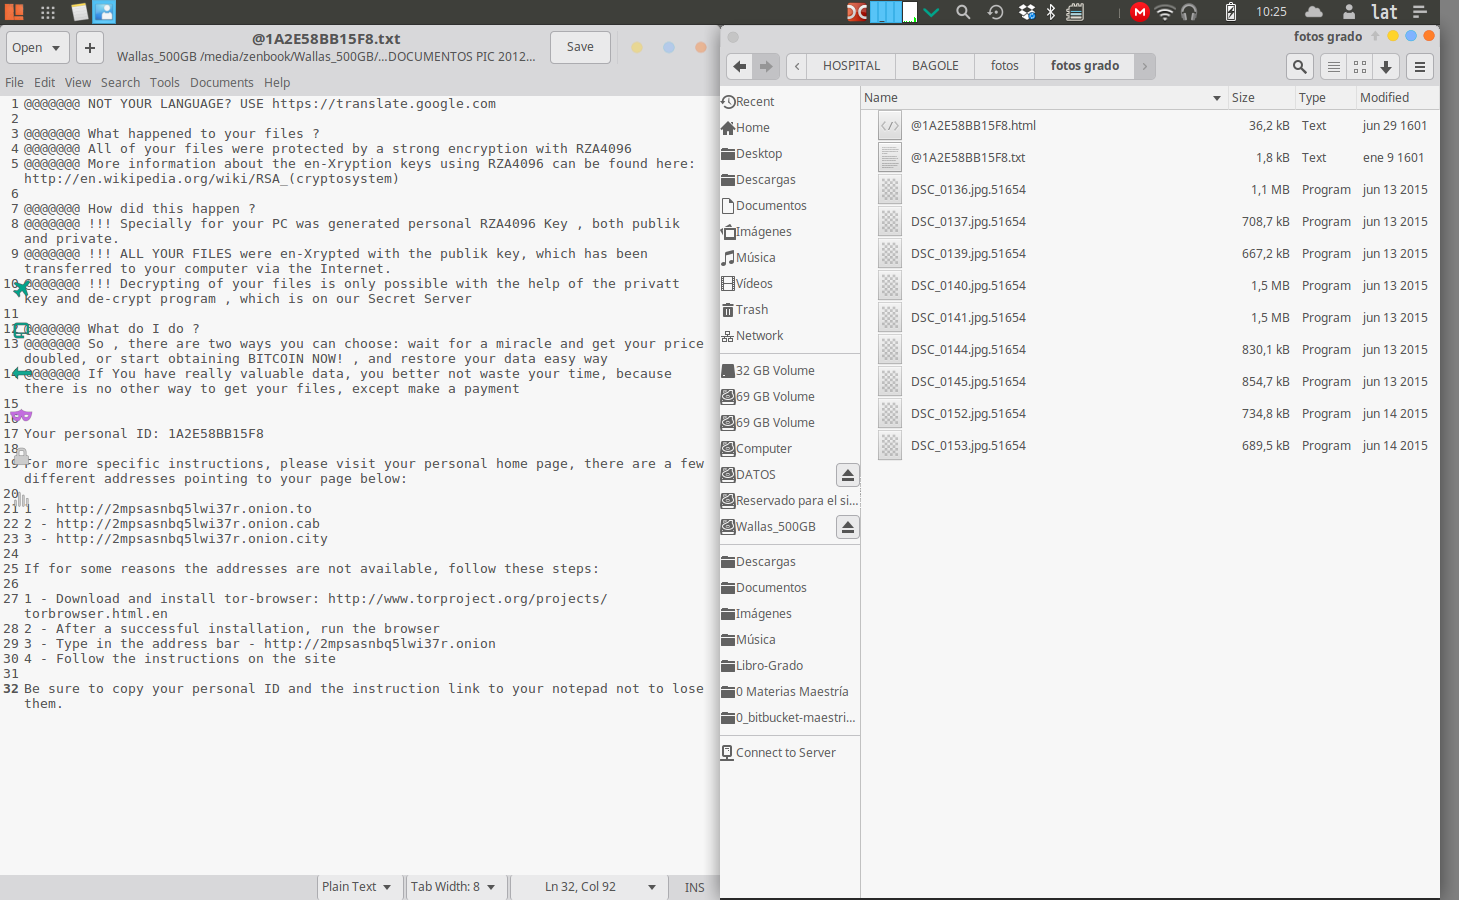 10:25
lat
Open
@1A2E58BB15F8.txt
Wallas_500GB /media/zenbook/Wallas_500GB/...DOCUMENTOS PIC 2012...
Save
File Edit View Search Tools Documents Help
1 @@@@@@@ NOT YOUR LANGUAGE? USE https://translate.google.com
2
3 @@@@@@@ What happened to your files ?
4 @@@@@@@ All of your files were protected by a strong encryption with RZA4096
5 @@@@@@@ More information about the en-Xryption keys using RZA4096 can be found here:
http://en.wikipedia.org/wiki/RSA_(cryptosystem)
6
7 @@@@@@@ How did this happen ?
8 @@@@@@@ !!! Specially for your PC was generated personal RZA4096 Key , both publik
and private.
9 @@@@@@@ !!! ALL YOUR FILES were en-Xrypted with the publik key, which has been
transferred to your computer via the Internet.
10 @@@@@@@ !!! Decrypting of your files is only possible with the help of the privatt
key and de-crypt program , which is on our Secret Server
11
12 @@@@@@@ What do I do ?
13 @@@@@@@ So , there are two ways you can choose: wait for a miracle and get your price
doubled, or start obtaining BITCOIN NOW! , and restore your data easy way
14 @@@@@@@ If You have really valuable data, you better not waste your time, because
there is no other way to get your files, except make a payment
15
16
17 Your personal ID: 1A2E58BB15F8
18
19 For more specific instructions, please visit your personal home page, there are a few
different addresses pointing to your page below:
20
21 1 - http://2mpsasnbq5lwi37r.onion.to
22 2 - http://2mpsasnbq5lwi37r.onion.cab
23 3 - http://2mpsasnbq5lwi37r.onion.city
24
25 If for some reasons the addresses are not available, follow these steps:
26
27 1 - Download and install tor-browser: http://www.torproject.org/projects/
torbrowser.html.en
28 2 - After a successful installation, run the browser
29 3 - Type in the address bar - http://2mpsasnbq5lwi37r.onion
30 4 - Follow the instructions on the site
31
32 Be sure to copy your personal ID and the instruction link to your notepad not to lose
them.
Plain Text Tab Width: 8 Ln 32, Col 92 INS
fotos grado
HOSPITAL BAGOLE fotos fotos grado
Recent
Home
Desktop
Descargas
Documentos
Imágenes
Música
Vídeos
Trash
Network
32 GB Volume
69 GB Volume
69 GB Volume
Computer
DATOS
Reservado para el si...
Wallas_500GB
Descargas
Documentos
Imágenes
Música
Libro-Grado
0 Materias Maestría
0_bitbucket-maestri...
Connect to Server
Name Size Type Modified
@1A2E58BB15F8.html 36,2 kB Text jun 29 1601
@1A2E58BB15F8.txt 1,8 kB Text ene 9 1601
DSC_0136.jpg.51654 1,1 MB Program jun 13 2015
DSC_0137.jpg.51654 708,7 kB Program jun 13 2015
DSC_0139.jpg.51654 667,2 kB Program jun 13 2015
DSC_0140.jpg.51654 1,5 MB Program jun 13 2015
DSC_0141.jpg.51654 1,5 MB Program jun 13 2015
DSC_0144.jpg.51654 830,1 kB Program jun 13 2015
DSC_0145.jpg.51654 854,7 kB Program jun 13 2015
DSC_0152.jpg.51654 734,8 kB Program jun 14 2015
DSC_0153.jpg.51654 689,5 kB Program jun 14 2015